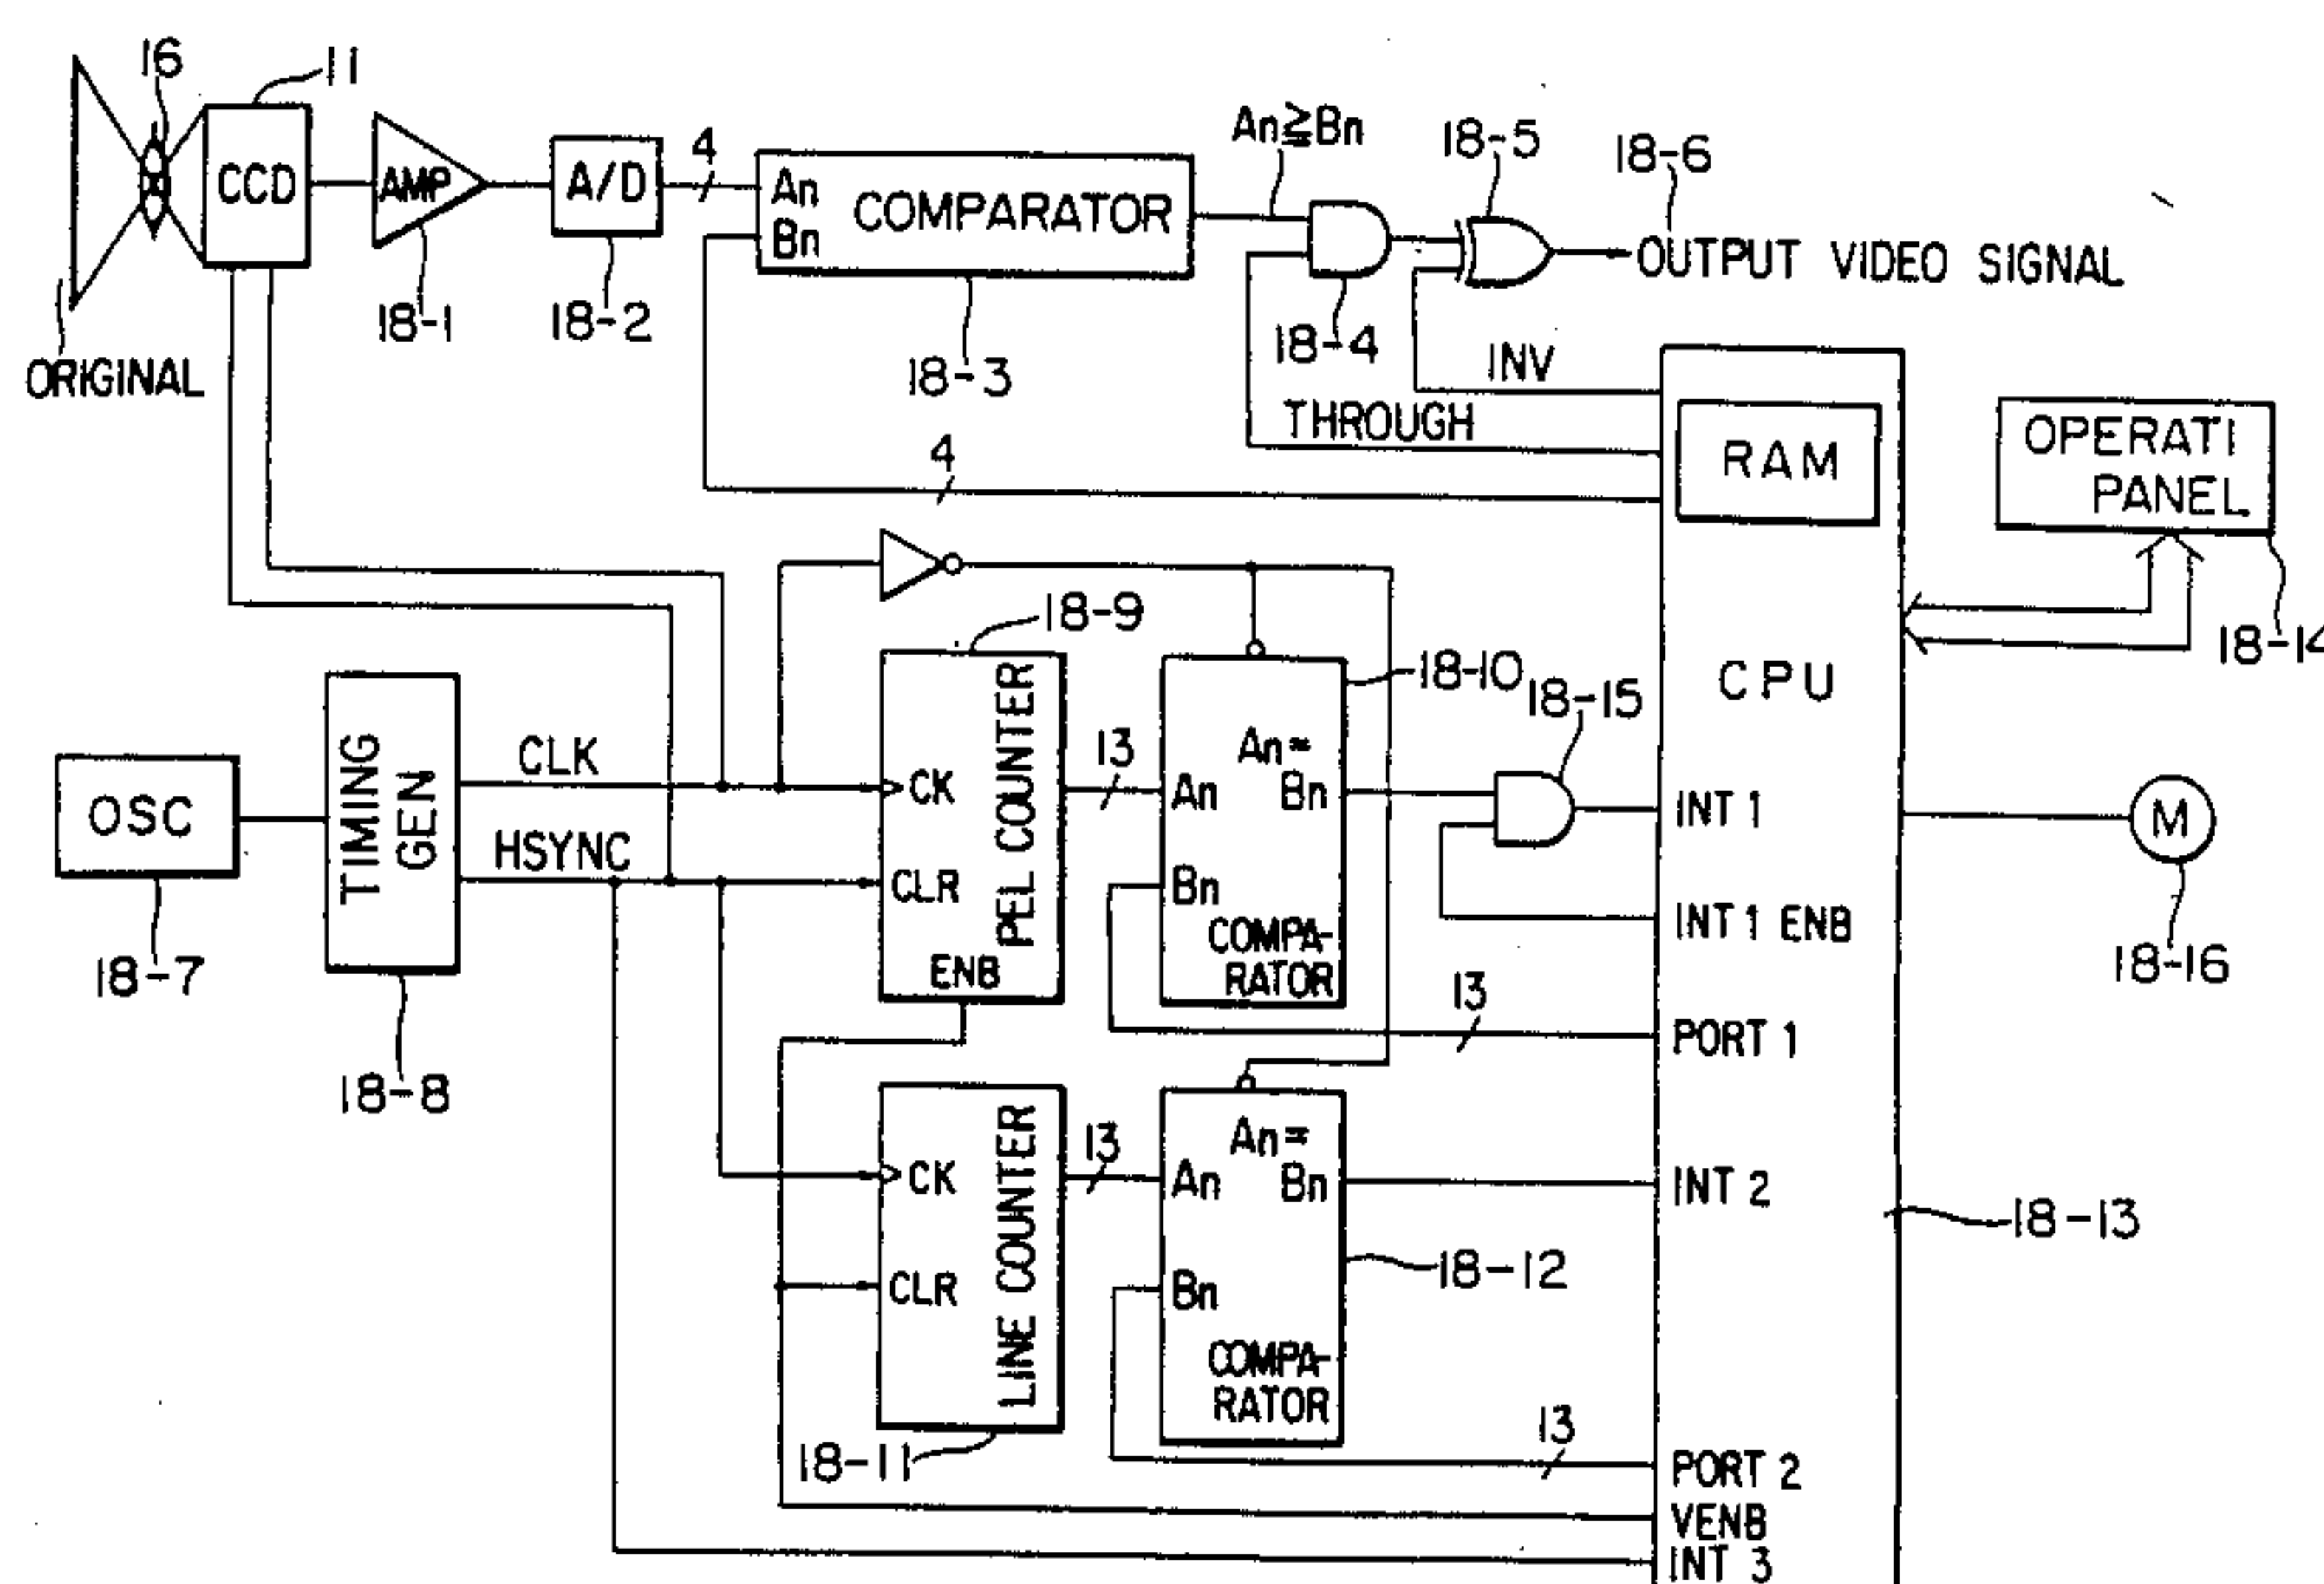 16
11
CCD
AMP
A/D
4
An
Bn
COMPARATOR
An≧Bn
18-5
18-6
OUTPUT VIDEO SIGNAL
18-1
18-2
18-3
18-4
ORIGINAL
INV
THROUGH
4
RAM
OPERATI
PANEL
18-14
CPU
18-9
18-10
18-15
OSC
18-7
TIMING
GEN
18-8
CLK
HSYNC
CK
CLR
ENB
PEL COUNTER
13
An
Bn
An=
Bn
COMPA-
RATOR
INT 1
INT 1 ENB
13
PORT 1
M
18-16
CK
CLR
LINE COUNTER
18-11
13
An
Bn
An=
Bn
COMPA-
RATOR
18-12
INT 2
18-13
13
PORT 2
VENB
INT 3